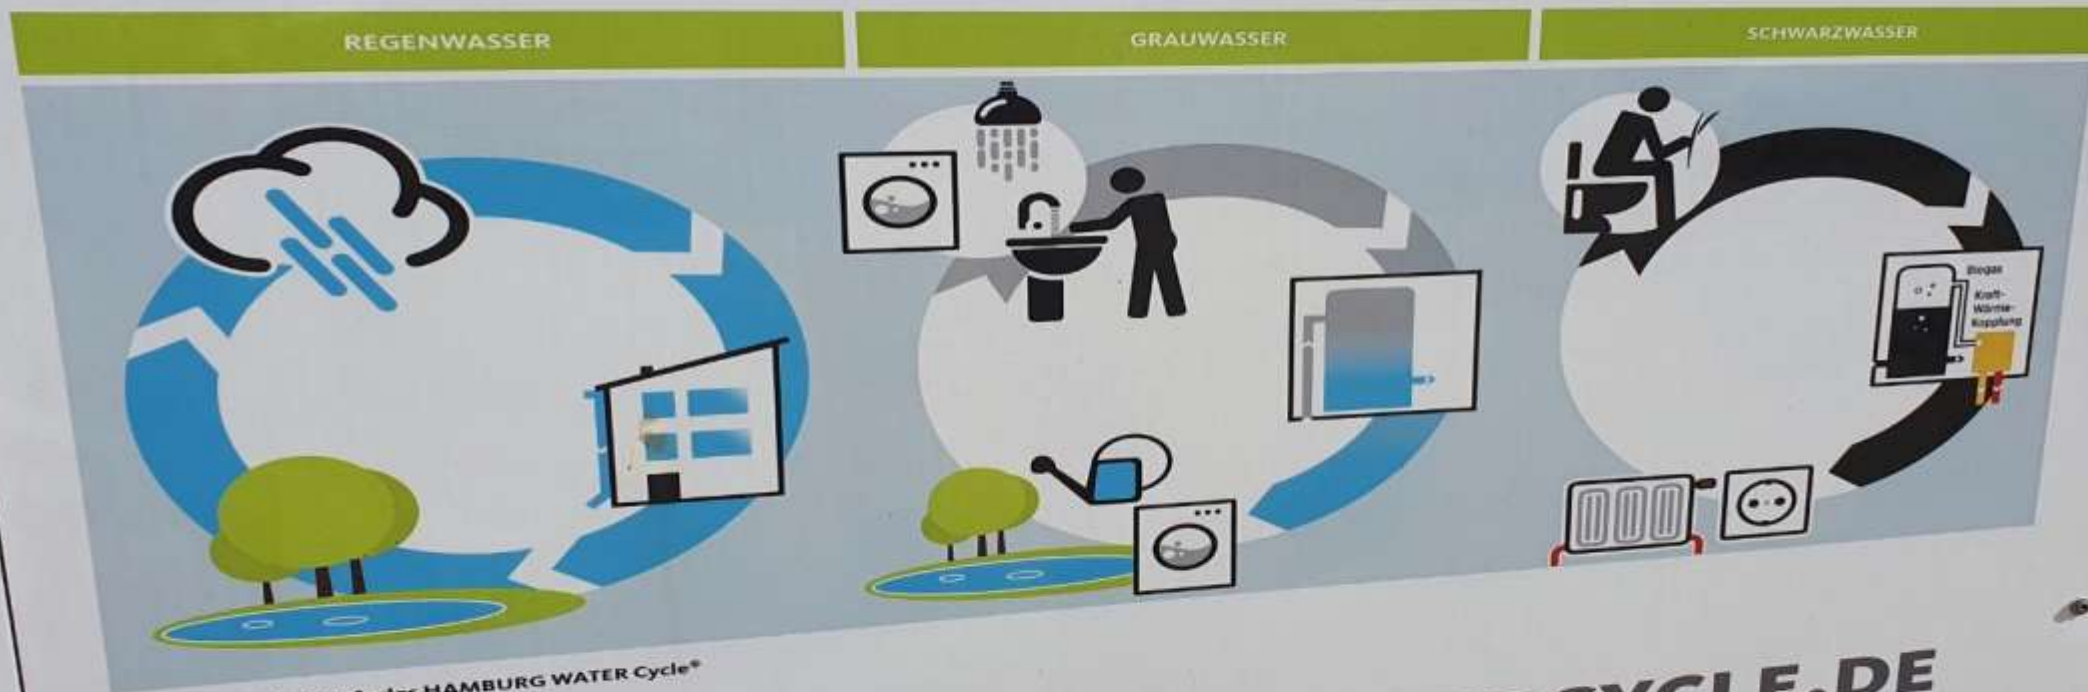 REGENWASSER
GRAUWASSER
SCHWARZWASSER
Biogas
Kraft-
Wärme-
Kopplung
HAMBURG WATER Cycle®
CYCLE.DE